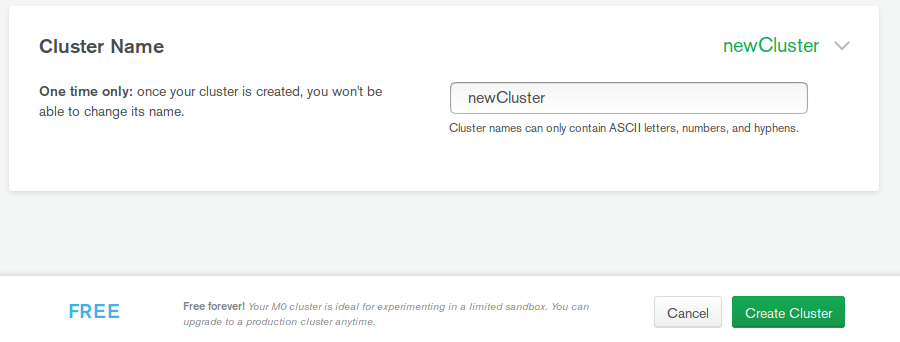 Cluster Name
newCluster
One time only: once your cluster is created, you won't be
able to change its name.
newCluster
Cluster names can only contain ASCII letters, numbers, and hyphens.
FREE
Free forever! Your M0 cluster is ideal for experimenting in a limited sandbox. You can
upgrade to a production cluster anytime.
Cancel
Create Cluster